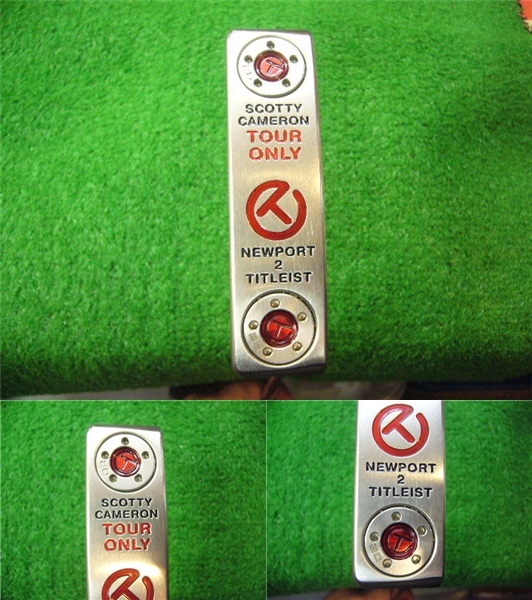 SCOTTY
CAMERON
TOUR
ONLY
NEWPORT
2
TITLEIST
SCOTTY
CAMERON
TOUR
ONLY
NEWPORT
2
TITLEIST